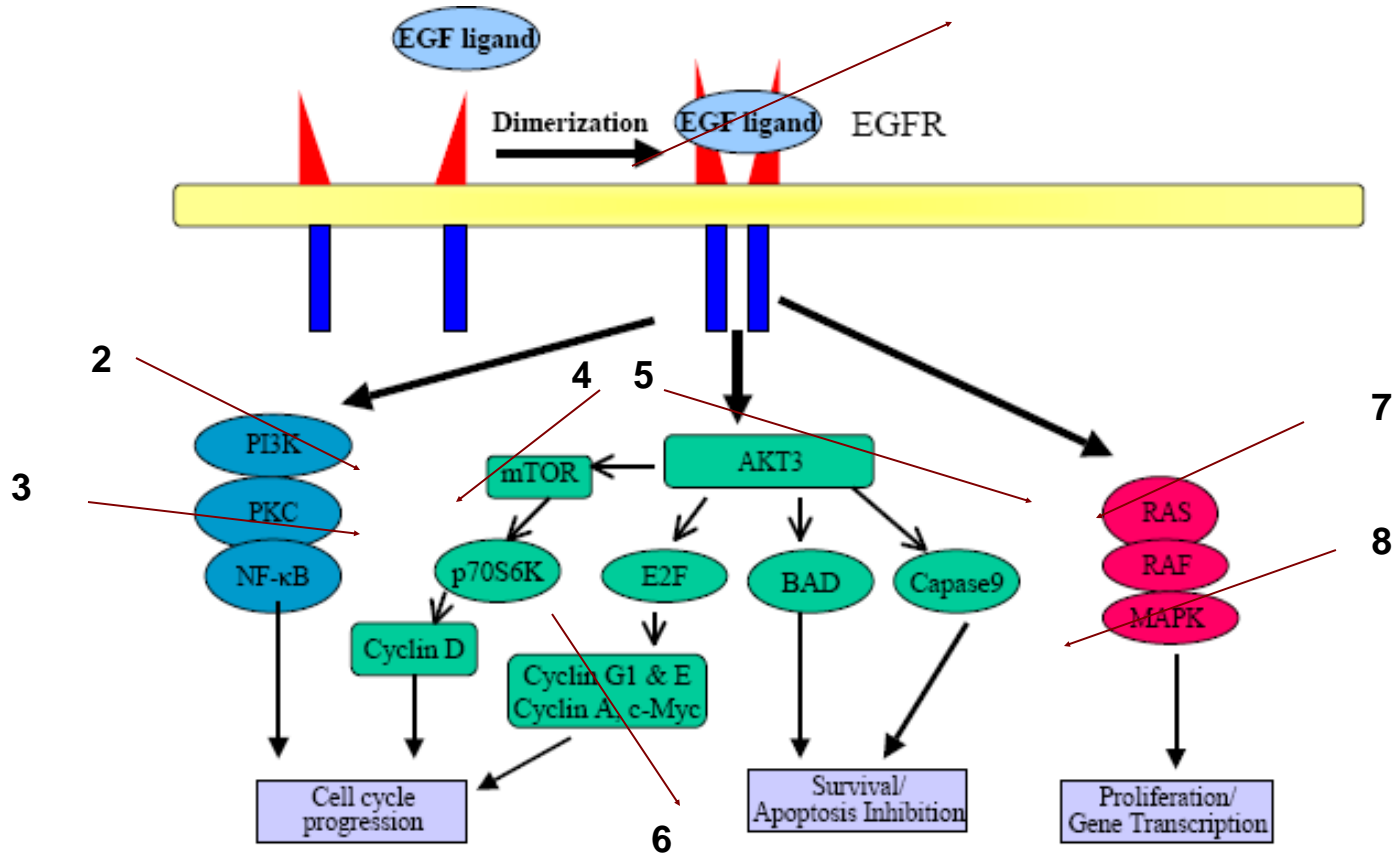 EGF ligand
Dimerization
EGF ligand
EGFR
2
4
5
7
3
8
PI3K
PKC
NF-κB
mTOR
AKT3
p70S6K
E2F
BAD
Capase9
RAS
RAF
MAPK
Cyclin D
Cyclin G1 & E
Cyclin A, c-Myc
Cell cycle
progression
6
Survival/
Apoptosis Inhibition
Proliferation/
Gene Transcription